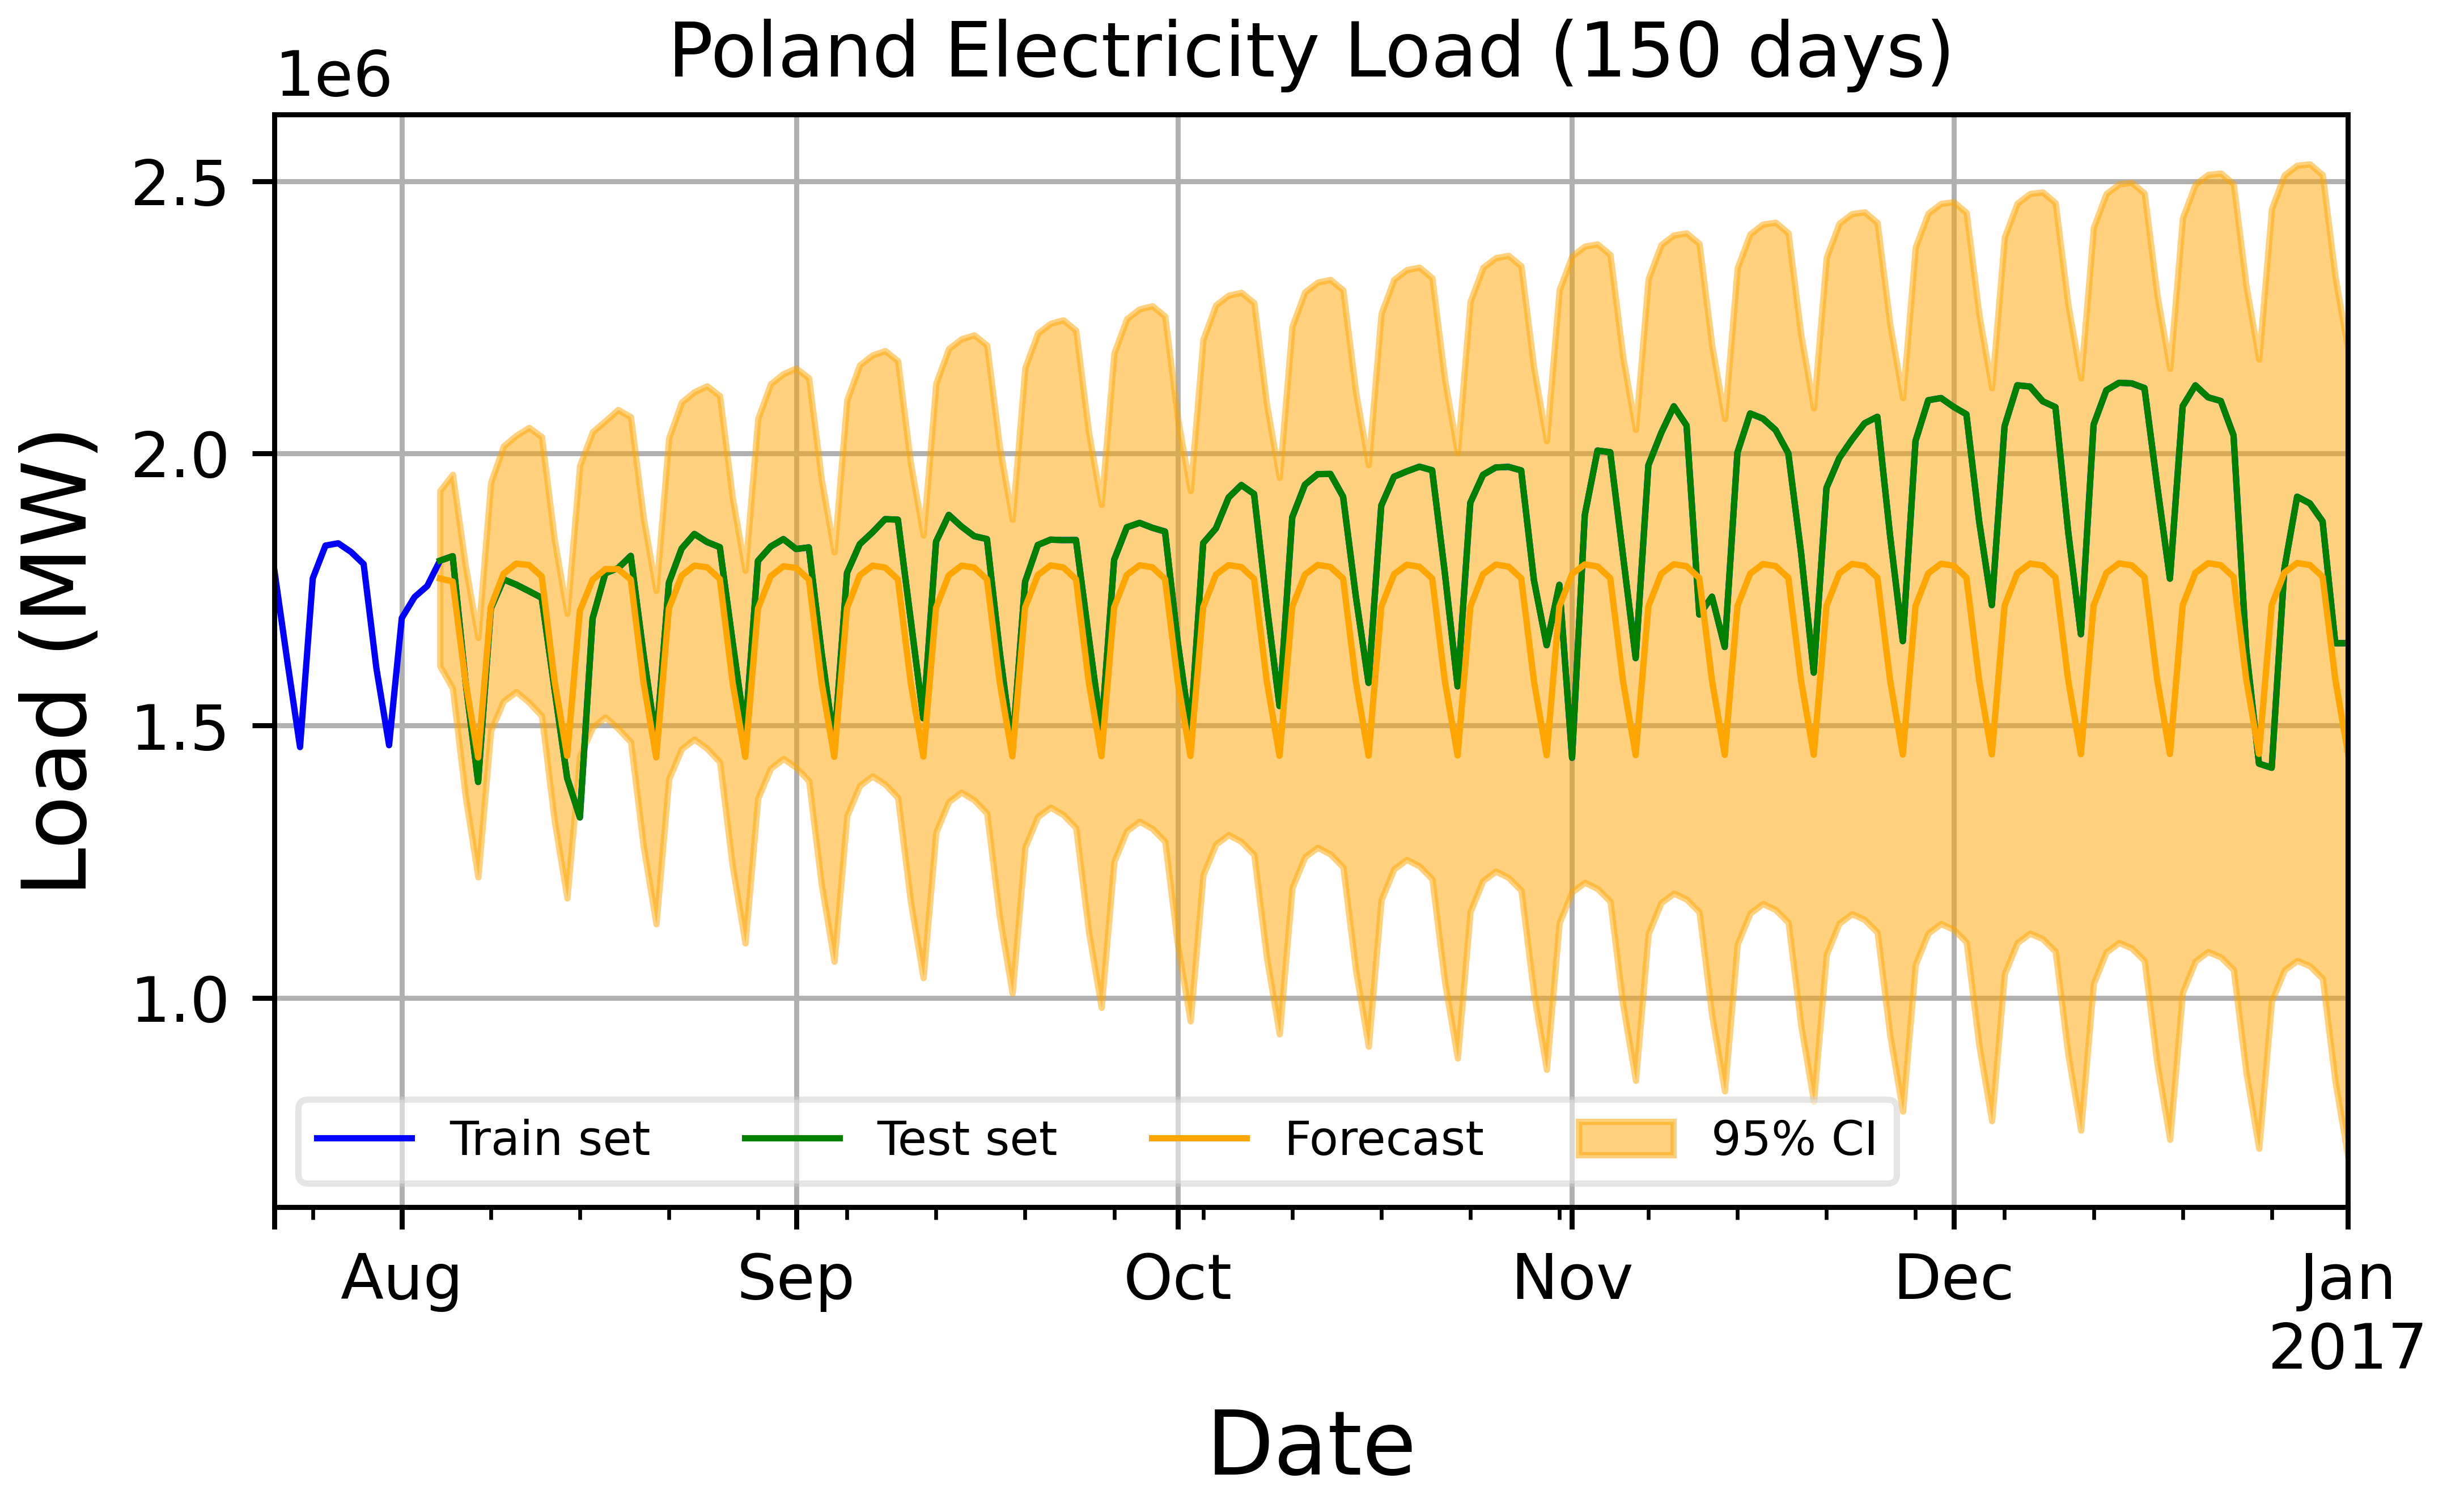 Poland Electricity Load (150 days)
1e6
2.5
2.0
1.5
1.0
Load (MW)
Train set
Test set
Forecast
95% CI
Aug
Sep
Oct
Nov
Dec
Jan
2017
Date